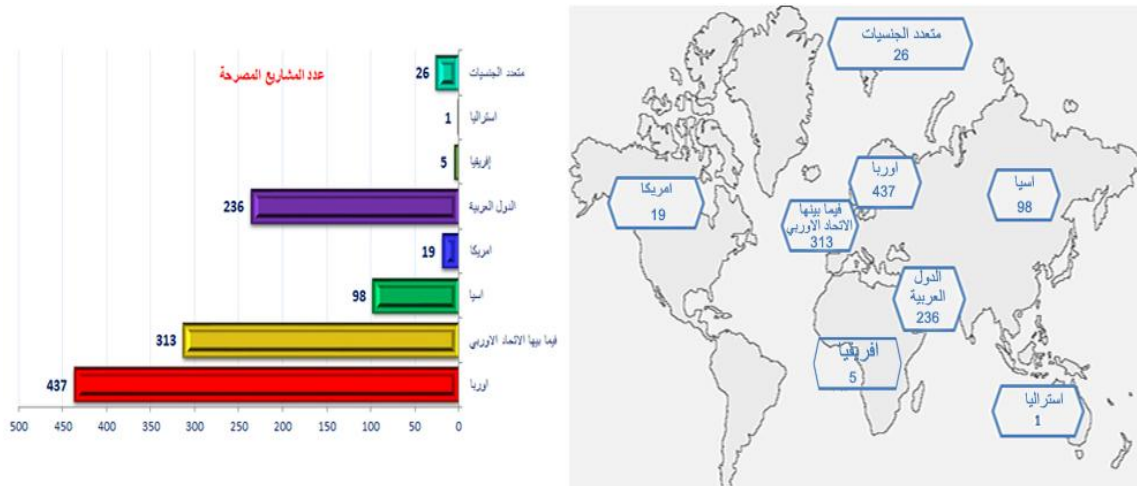 عدد المشاريع المصرحة
متعدد الجنسيات
26
استراليا
1
إفريقيا
5
الدول العربية
236
امريكا
19
اسيا
98
فيما بيها الاتحاد الاوربي
313
اوربا
437
500 450 400 350 300 250 200 150 100 50 0
متعدد الجنسيات
26
اوربا
437
اسيا
98
امريكا
19
فيما بينها
الاتحاد الاوربي
313
الدول
العربية
236
افريقيا
5
استراليا
1